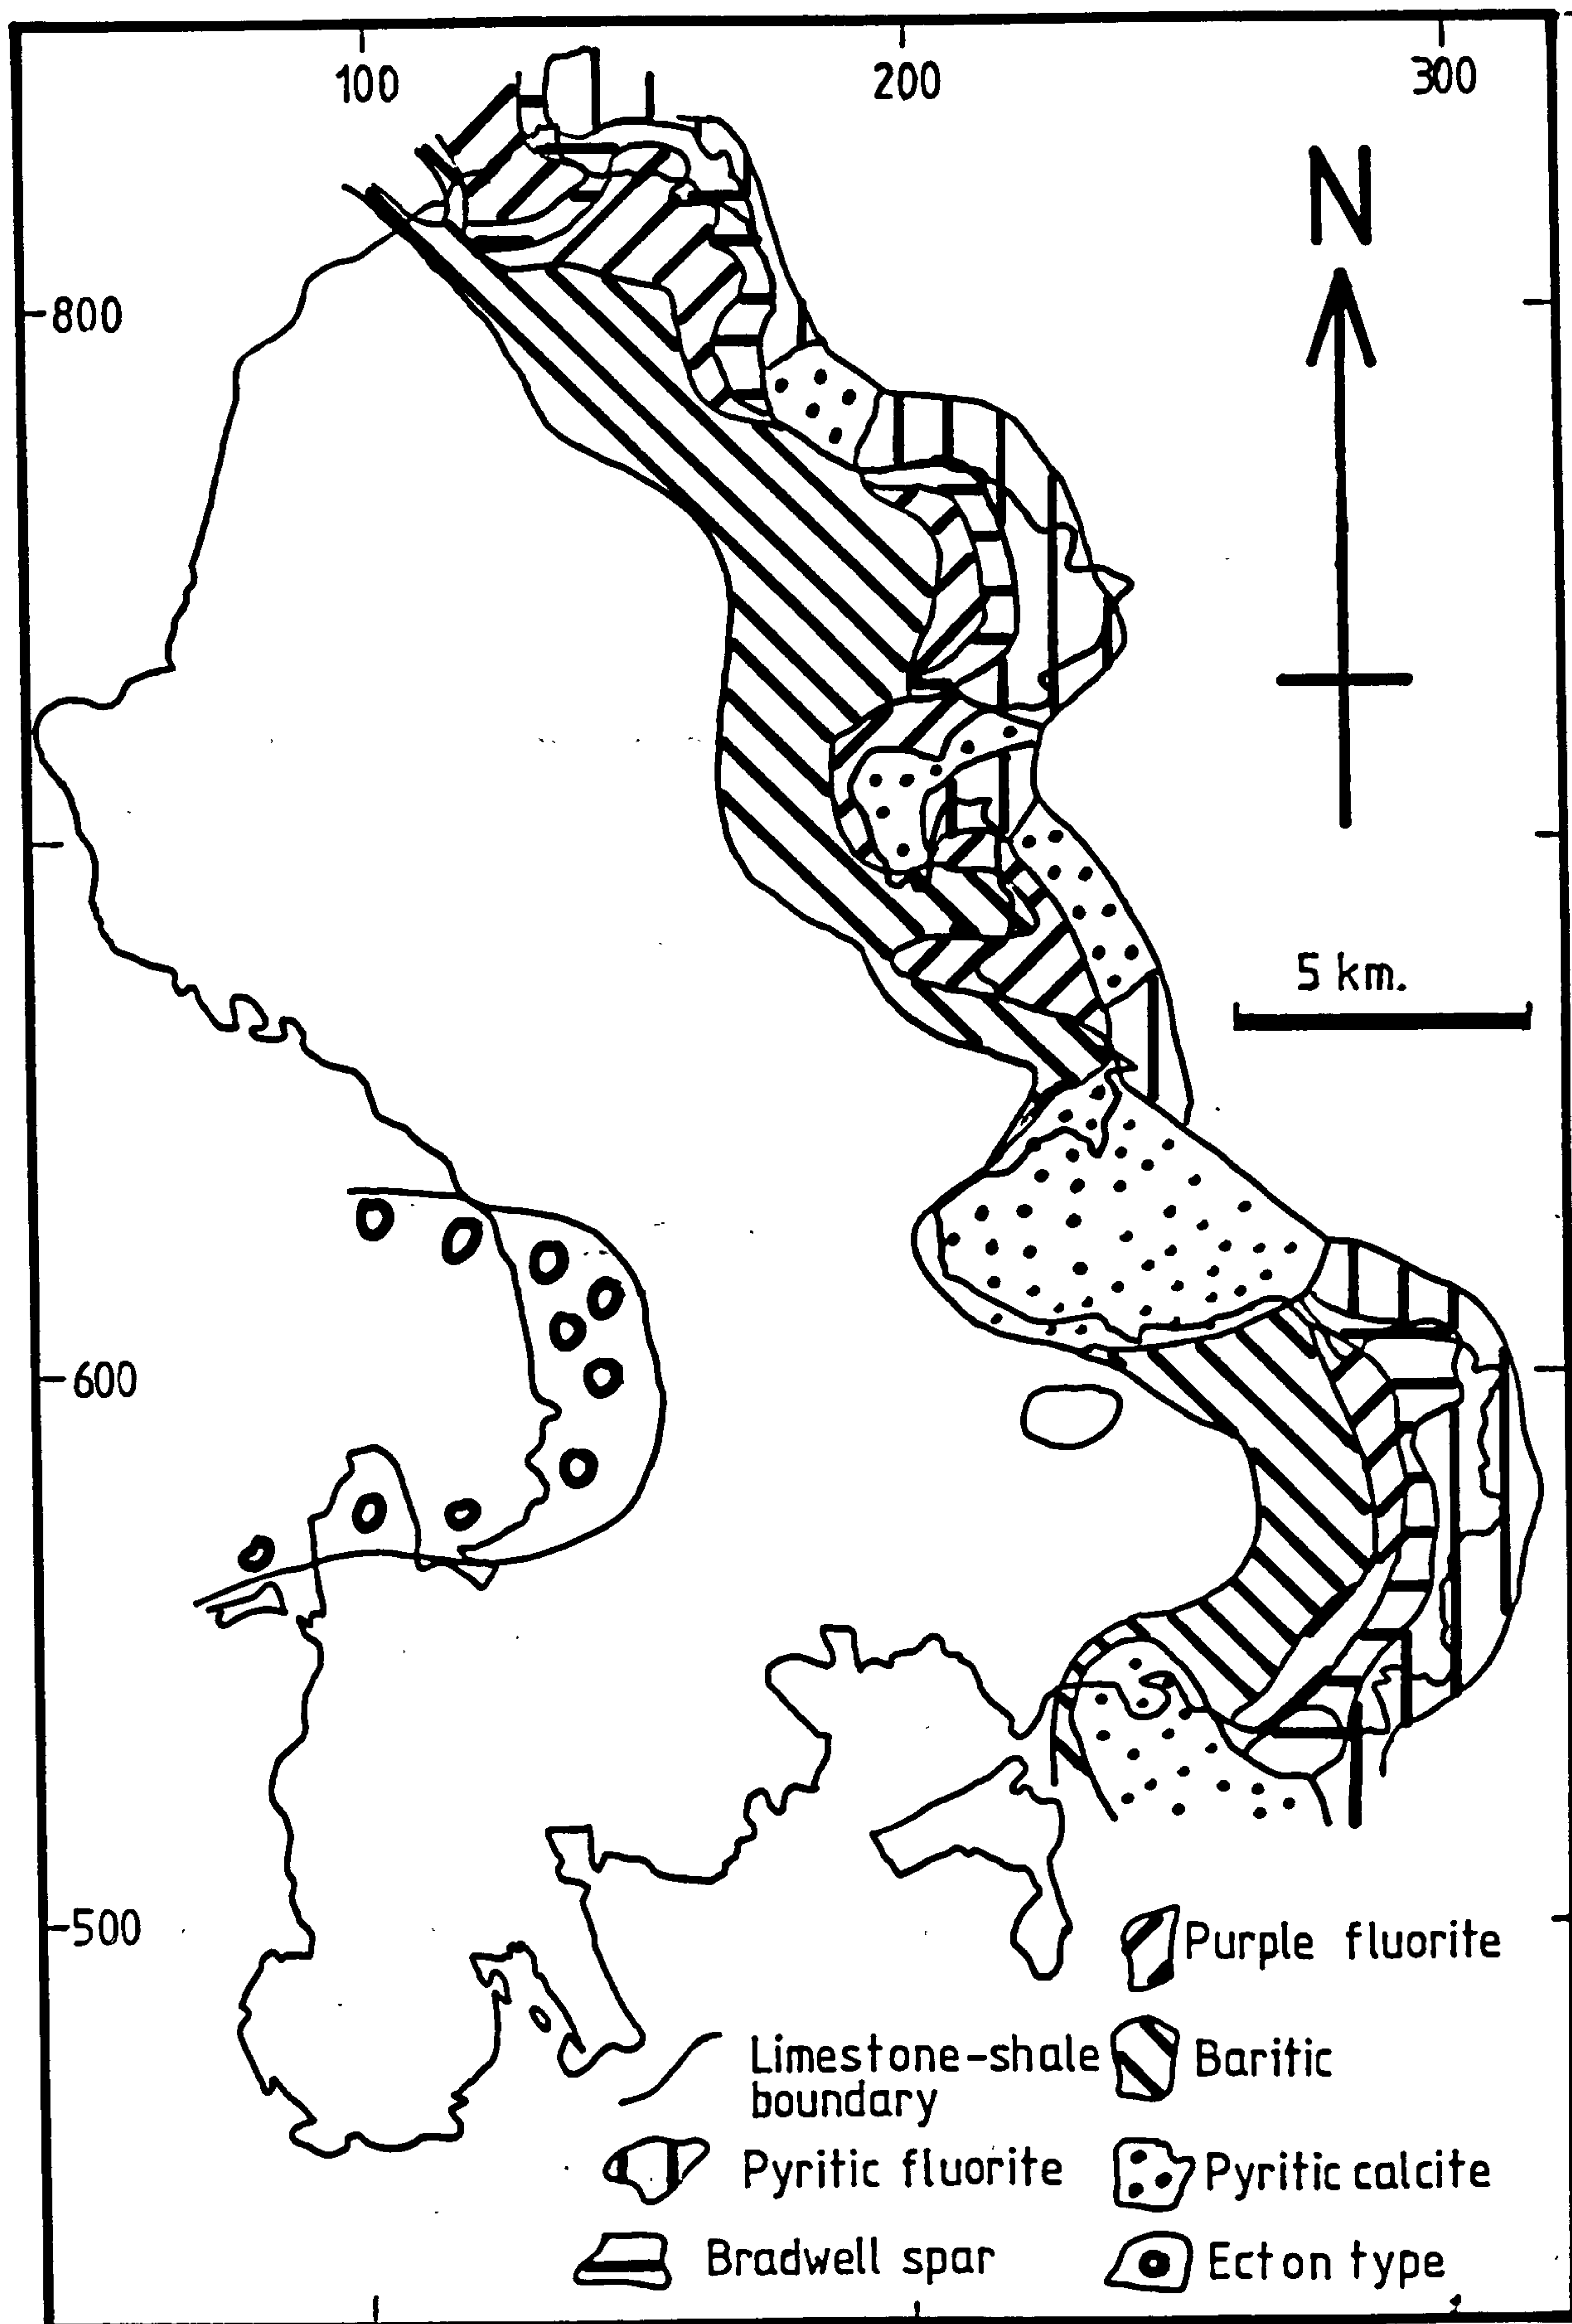 100
200
300
N
800
5 km.
600
500
Purple fluorite
Limestone-shale
boundary
Baritic
Pyritic fluorite
Pyritic calcite
Bradwell spar
Ecton type